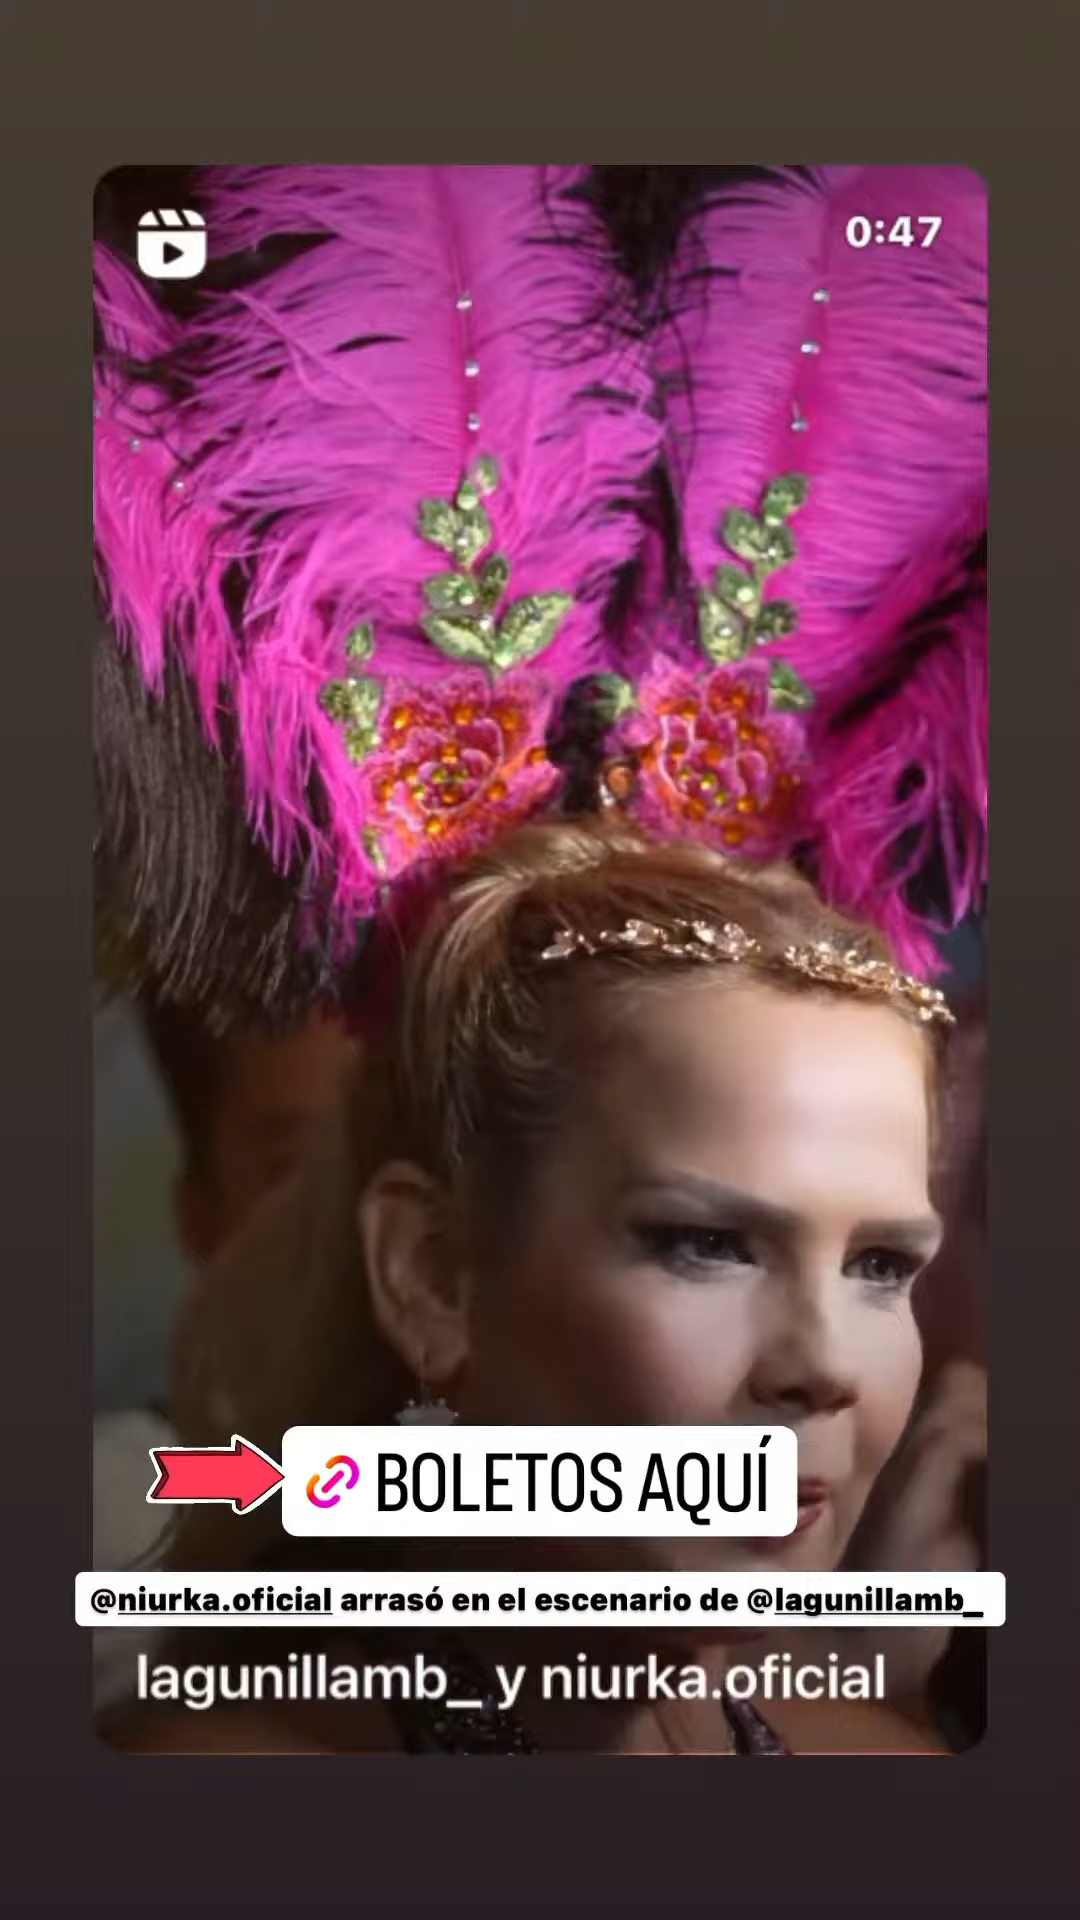 0:47
BOLETOS AQUÍ
@niurka.oficial arrasó en el escenario de @lagunillamb_
lagunillamb_ y niurka.oficial